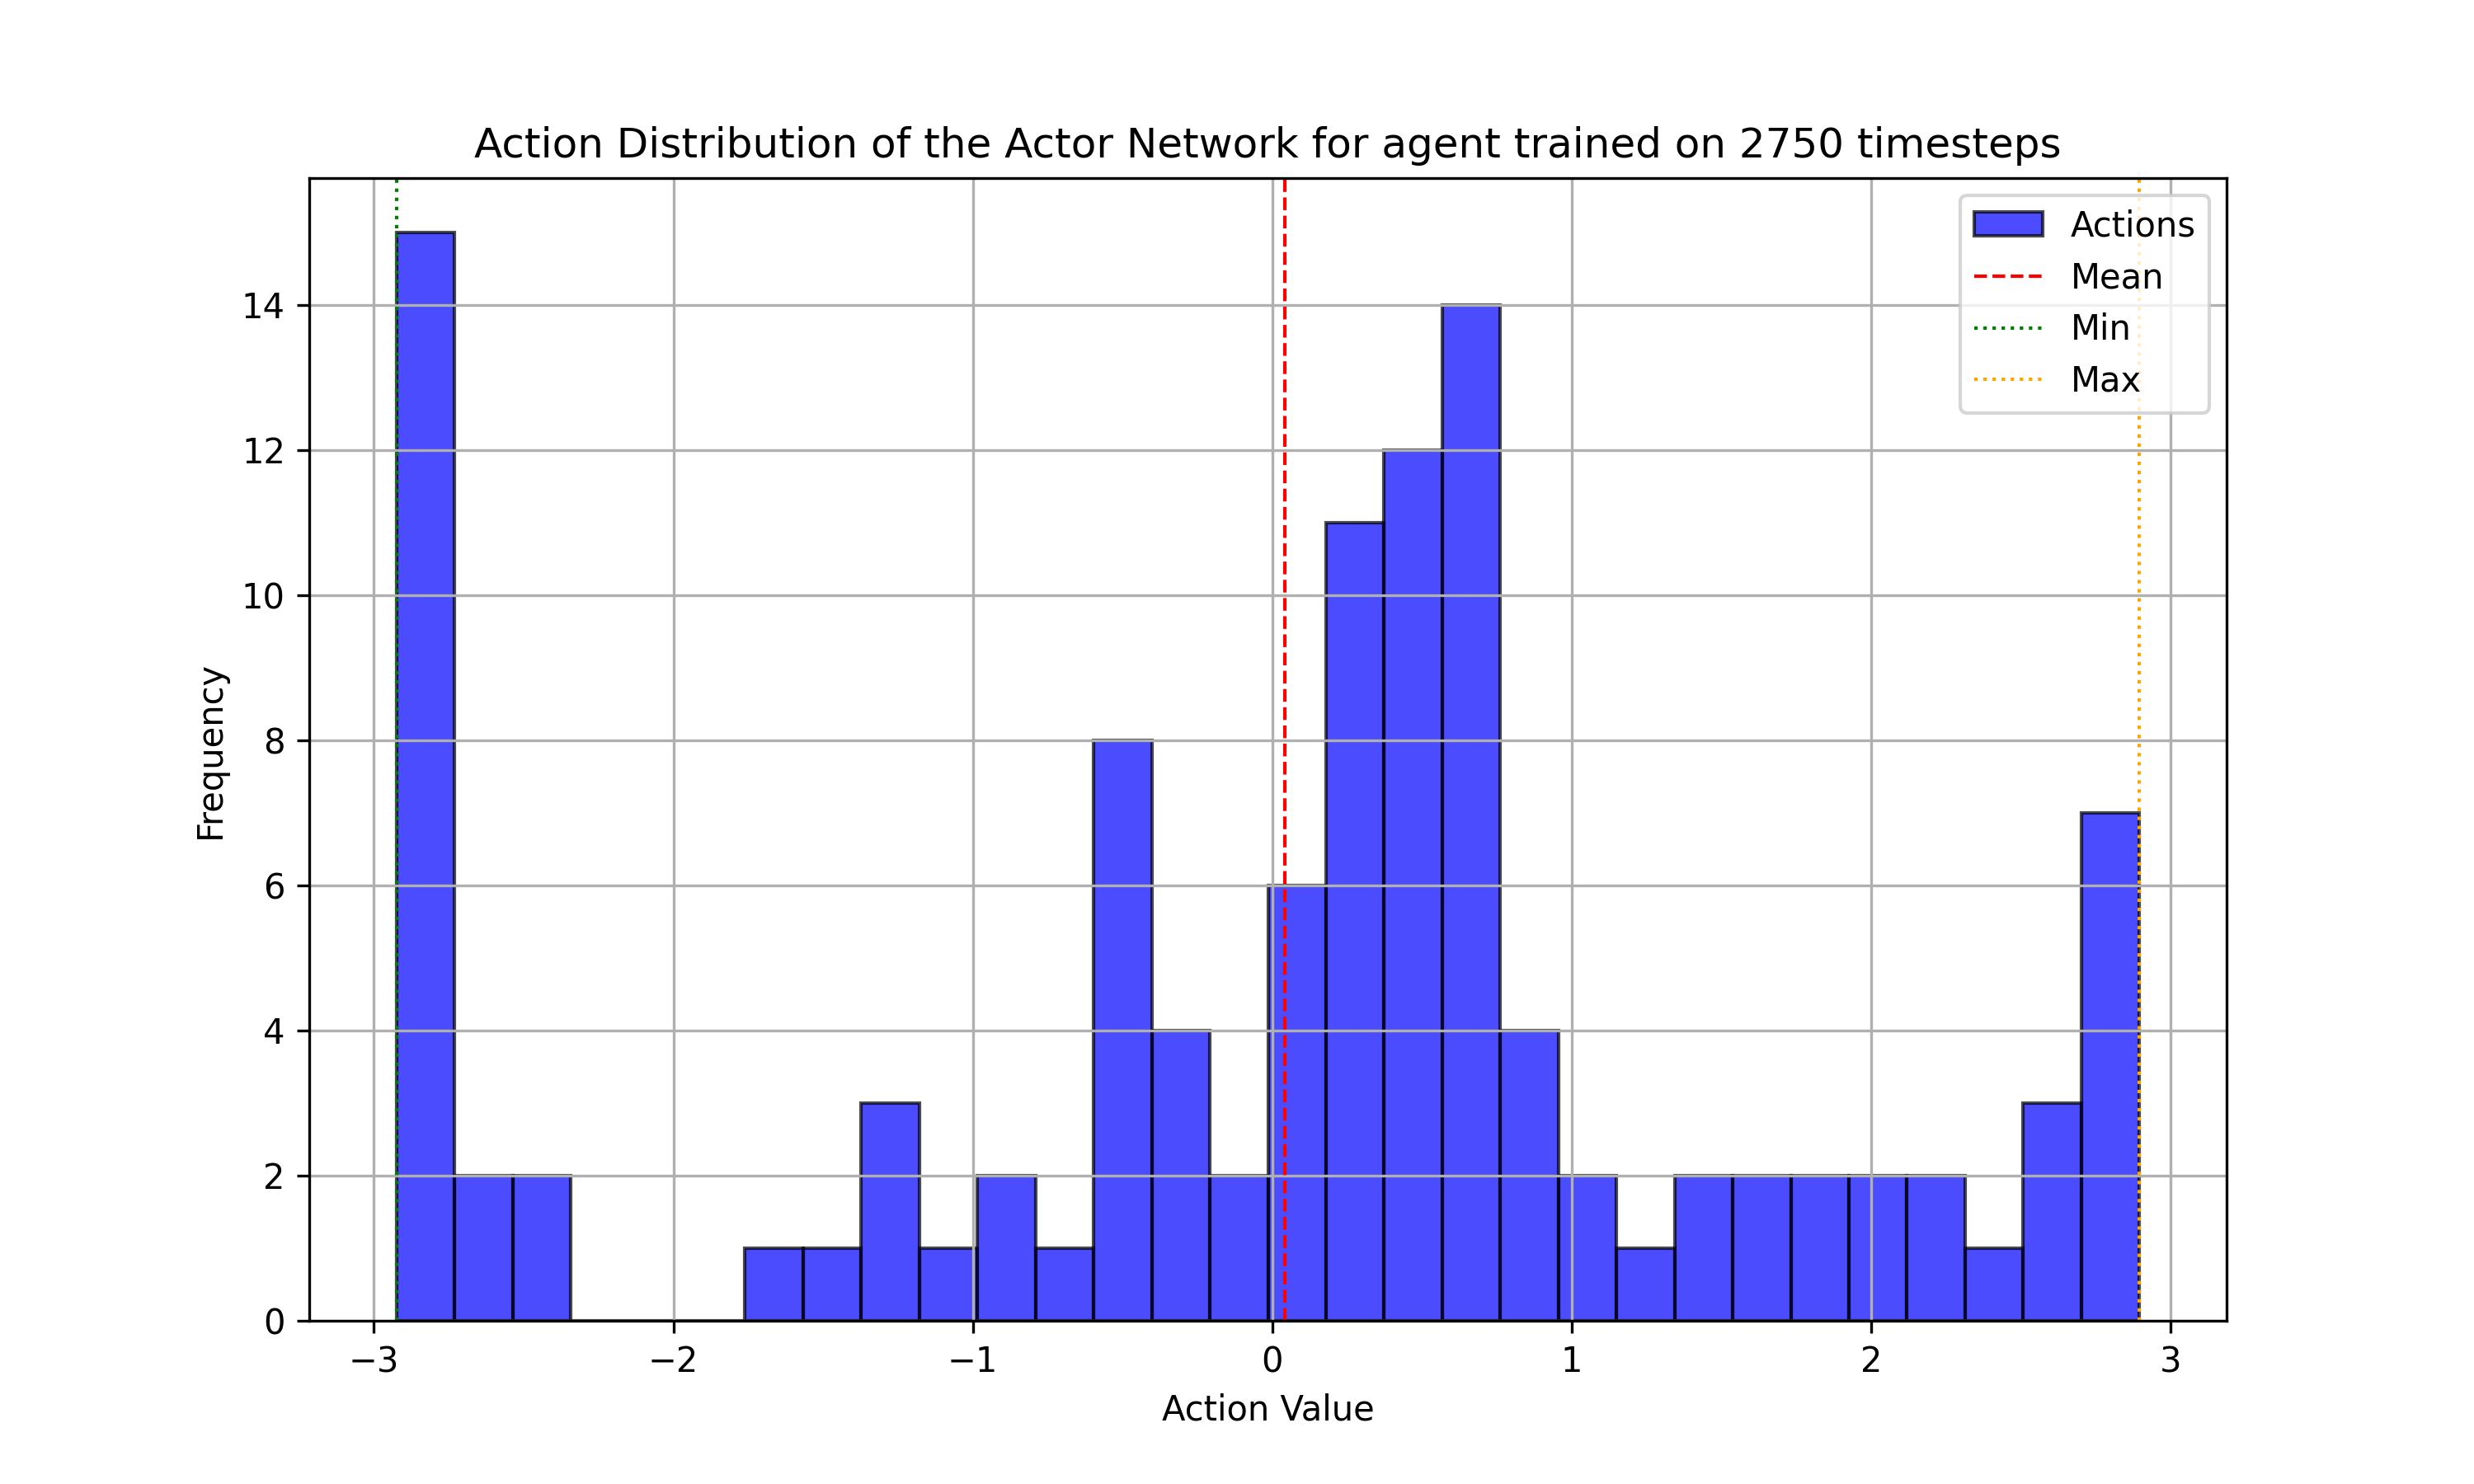 Action Distribution of the Actor Network for agent trained on 2750 timesteps
Actions
Mean
Min
Max
Frequency
14
12
10
8
6
4
2
0
−3 −2 −1 0 1 2 3
Action Value